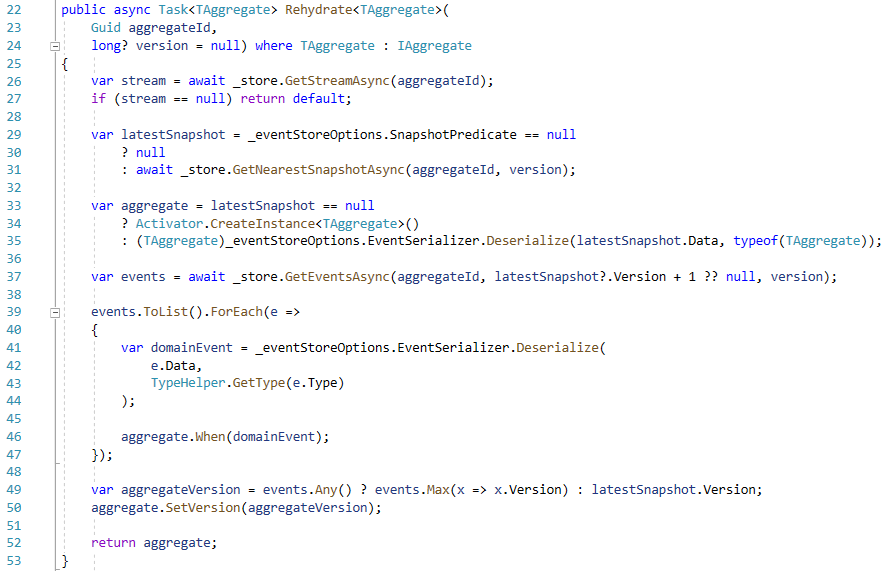 22 public async Task<TAggregate> Rehydrate<TAggregate>(
23     Guid aggregateId,
24     long? version = null) where TAggregate : IAggregate
25 {
26     var stream = await _store.GetStreamAsync(aggregateId);
27     if (stream == null) return default;
28
29     var latestSnapshot = _eventStoreOptions.SnapshotPredicate == null
30         ? null
31         : await _store.GetNearestSnapshotAsync(aggregateId, version);
32
33     var aggregate = latestSnapshot == null
34         ? Activator.CreateInstance<TAggregate>()
35         : (TAggregate)_eventStoreOptions.EventSerializer.Deserialize(latestSnapshot.Data, typeof(TAggregate));
36
37     var events = await _store.GetEventsAsync(aggregateId, latestSnapshot?.Version + 1 ?? null, version);
38
39     events.ToList().ForEach(e =>
40     {
41         var domainEvent = _eventStoreOptions.EventSerializer.Deserialize(
42             e.Data,
43             TypeHelper.GetType(e.Type)
44         );
45
46         aggregate.When(domainEvent);
47     });
48
49     var aggregateVersion = events.Any() ? events.Max(x => x.Version) : latestSnapshot.Version;
50     aggregate.SetVersion(aggregateVersion);
51
52     return aggregate;
53 }